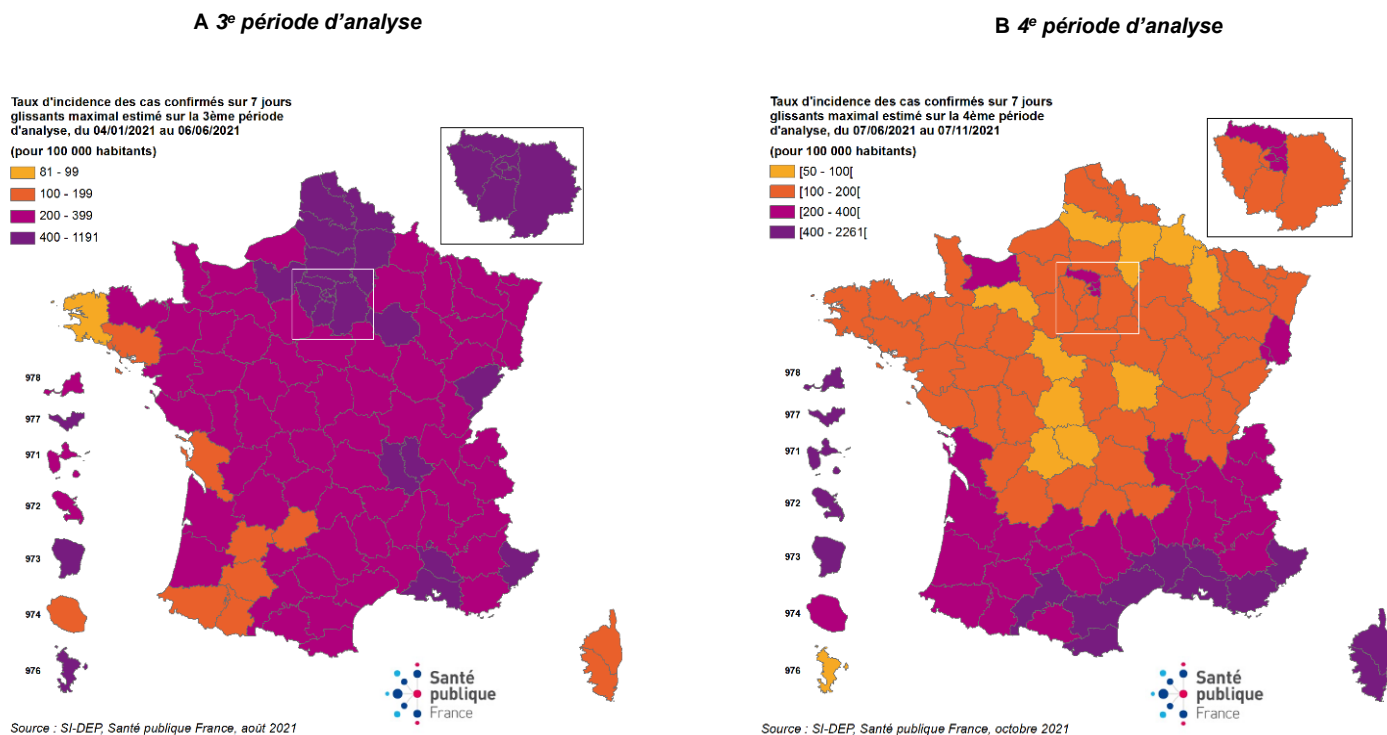 A 3e période d’analyse
Taux d'incidence des cas confirmés sur 7 jours
glissants maximal estimé sur la 3ème période
d'analyse, du 04/01/2021 au 06/06/2021
(pour 100 000 habitants)
81 - 99
100 - 199
200 - 399
400 - 1191
978
977
971
972
973
974
976
Santé
publique
France
Source : SI-DEP, Santé publique France, août 2021
B 4e période d’analyse
Taux d'incidence des cas confirmés sur 7 jours
glissants maximal estimé sur la 4ème période
d'analyse, du 07/06/2021 au 07/11/2021
(pour 100 000 habitants)
[50 - 100[
[100 - 200[
[200 - 400[
[400 - 2261[
978
977
971
972
973
974
976
Santé
publique
France
Source : SI-DEP, Santé publique France, octobre 2021